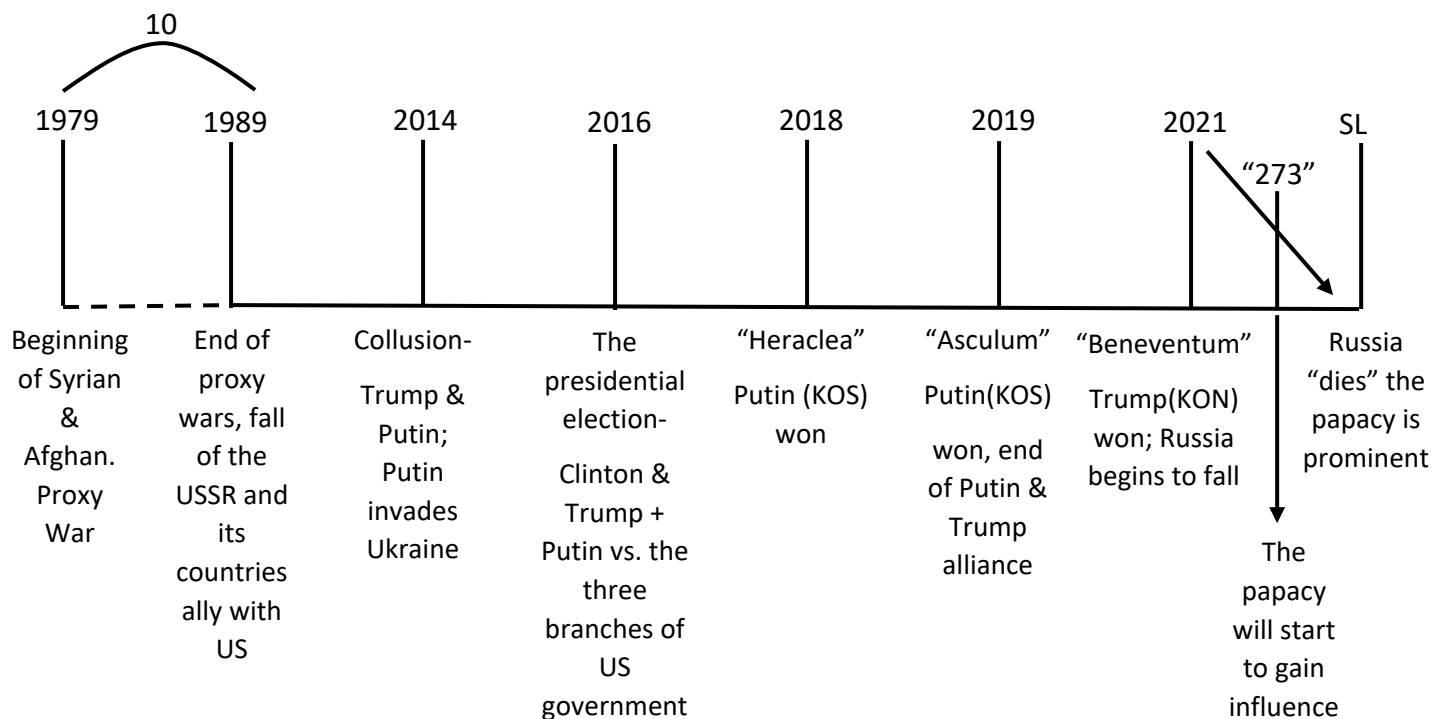 10
1979
1989
2014
2016
2018
2019
2021
SL
“273”
Beginning
of Syrian
&
Afghan.
Proxy
War
End of
proxy
wars, fall
of the
USSR and
its
countries
ally with
US
Collusion-
Trump &
Putin;
Putin
invades
Ukraine
The
presidential
election-
Clinton &
Trump +
Putin vs. the
three
branches of
US
government
“Heraclea”
Putin (KOS)
won
“Asculum”
Putin(KOS)
won, end
of Putin &
Trump
alliance
“Beneventum”
Trump(KON)
won; Russia
begins to fall
The
papacy
will start
to gain
influence
Russia
“dies” the
papacy is
prominent